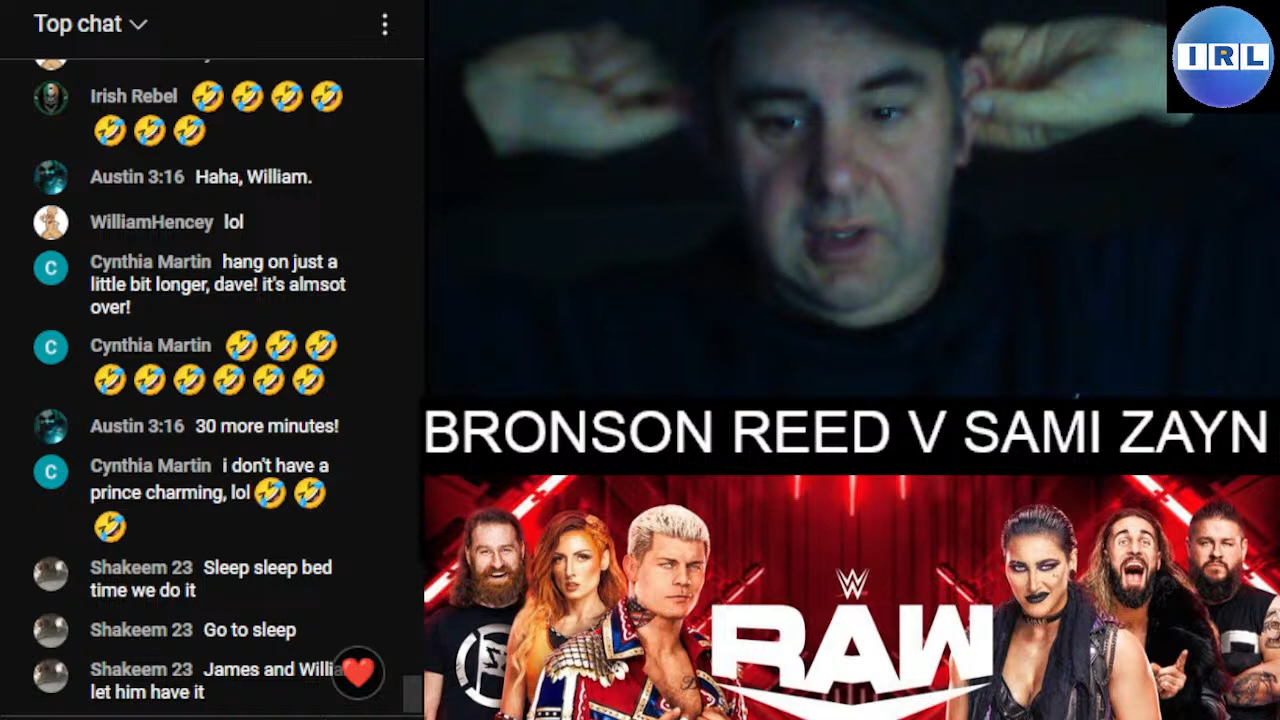 Top chat
Irish Rebel 🤣🤣🤣🤣
🤣🤣🤣
Austin 3:16 Haha, William.
WilliamHencey lol
C Cynthia Martin hang on just a
little bit longer, dave! it's almsot
over!
C Cynthia Martin 🤣🤣🤣
🤣🤣🤣🤣🤣🤣
Austin 3:16 30 more minutes!
C Cynthia Martin i don't have a
prince charming, lol🤣🤣
🤣
Shakeem 23 Sleep sleep bed
time we do it
Shakeem 23 Go to sleep
Shakeem 23 James and Willia
let him have it
IRL
BRONSON REED V SAMI ZAYN
W
RAW